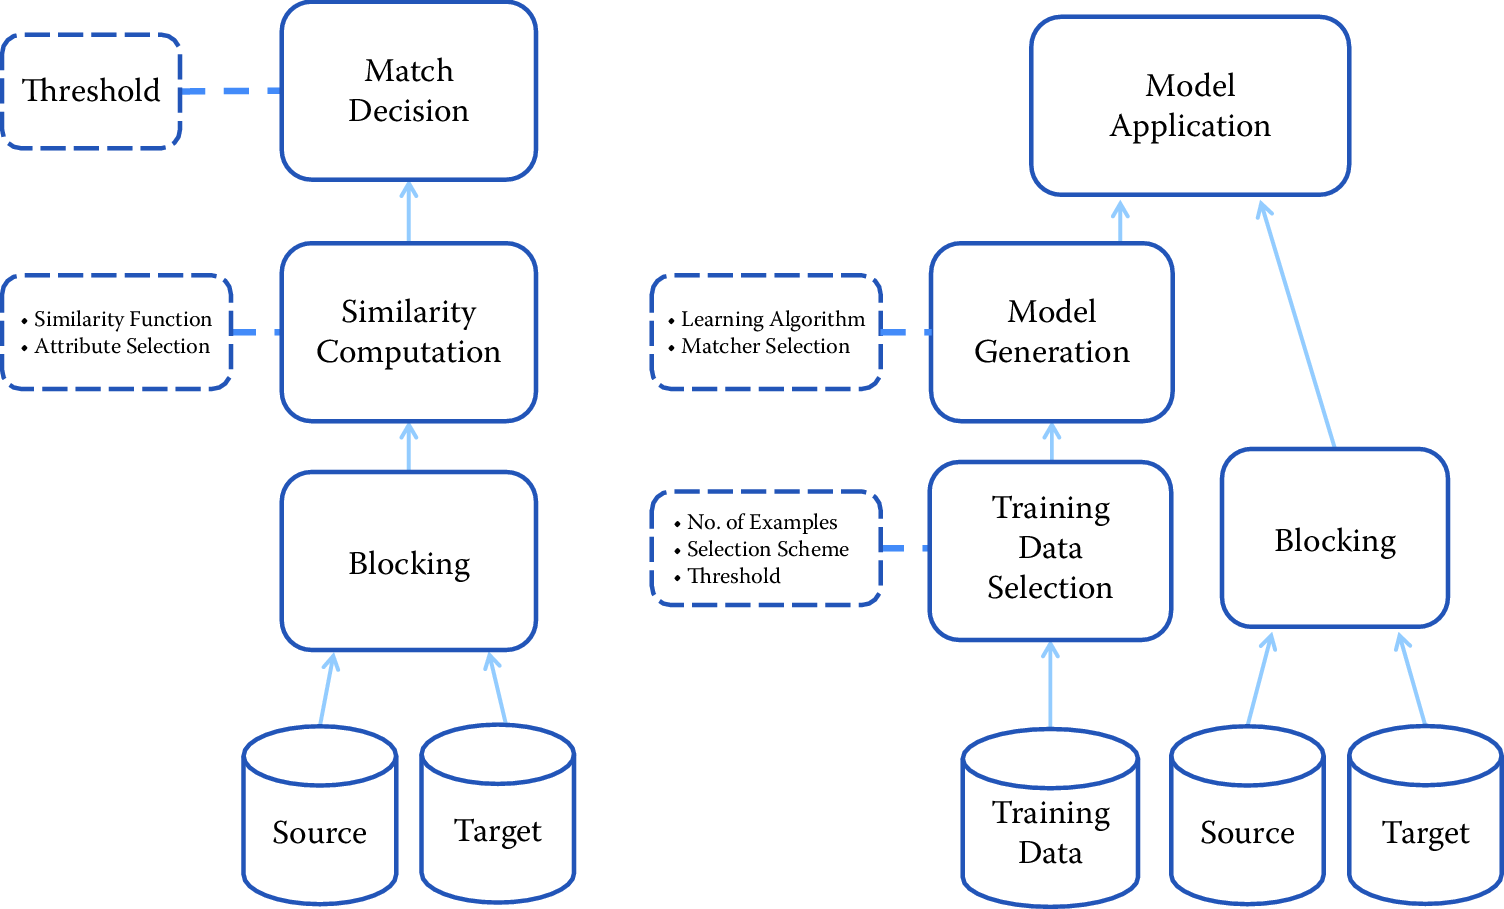 Threshold
Match
Decision
• Similarity Function
• Attribute Selection
Similarity
Computation
Blocking
Source
Target
Model
Application
• Learning Algorithm
• Matcher Selection
Model
Generation
• No. of Examples
• Selection Scheme
• Threshold
Training
Data
Selection
Blocking
Training
Data
Source
Target